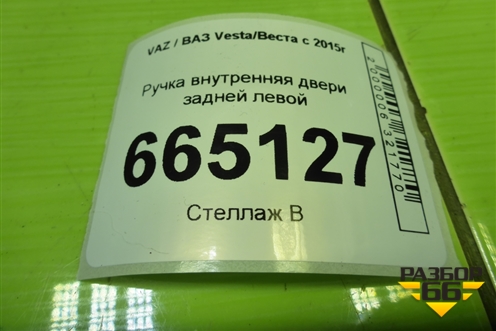 VAZ / ВАЗ Vesta/Веста с 2015г
Ручка внутренняя двери
задней левой
665127
Стеллаж В
2000006321770
РАЗБОР
66